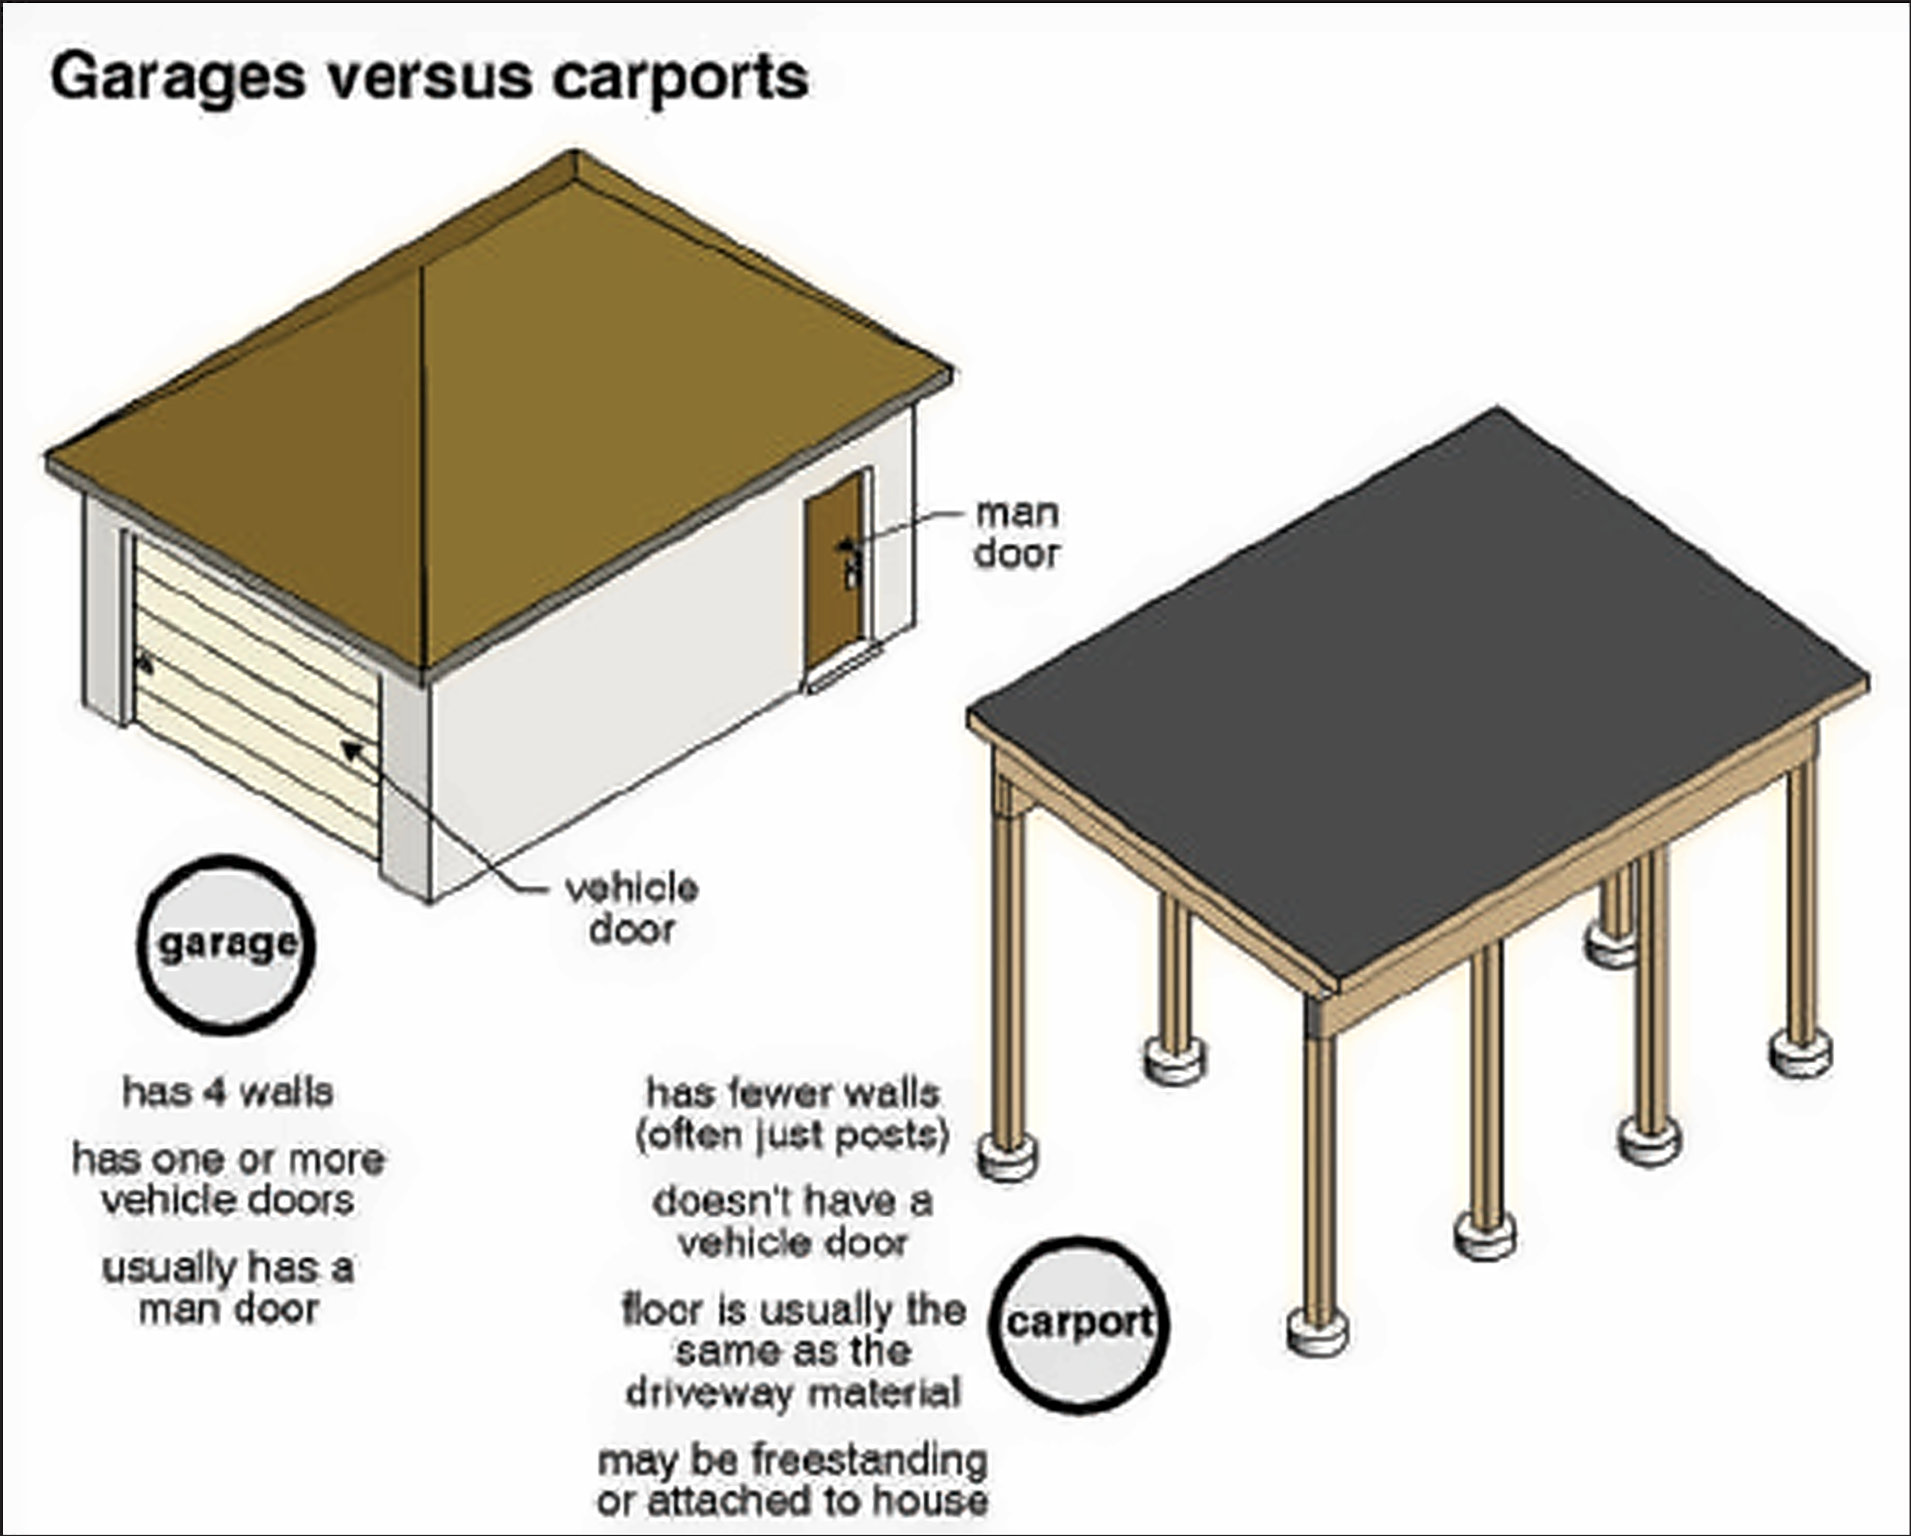 Garages versus carports
man
door
vehicle
door
garage
has 4 walls
has one or more
vehicle doors
usually has a
man door
has fewer walls
(often just posts)
doesn't have a
vehicle door
floor is usually the
same as the
driveway material
may be freestanding
or attached to house
carport